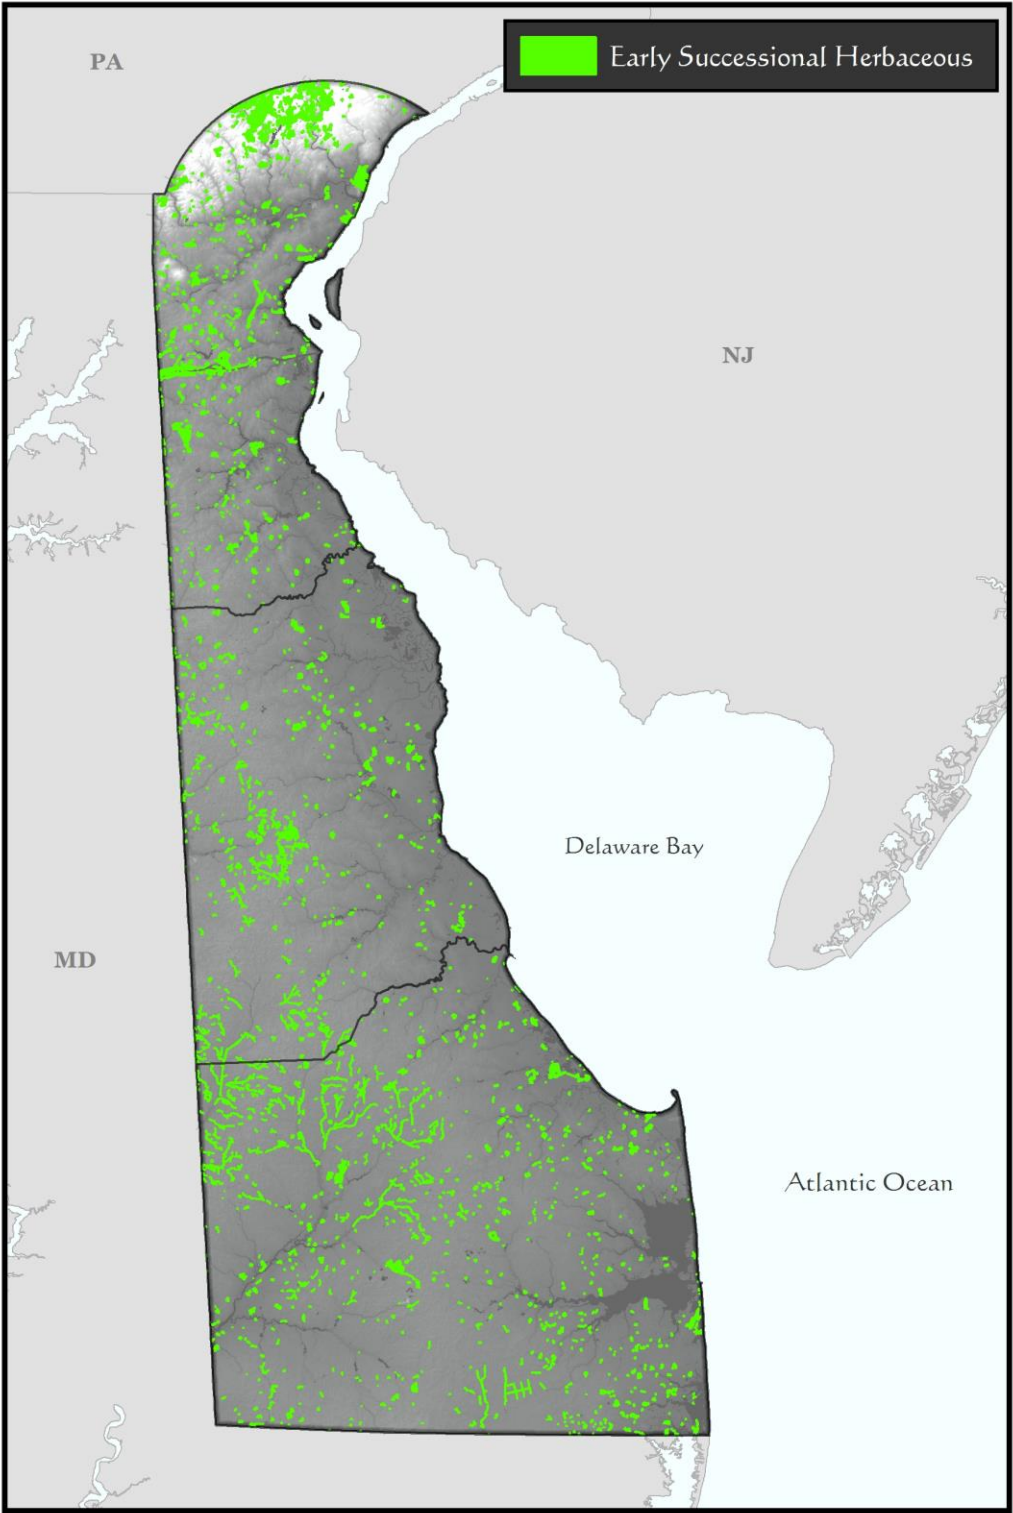 PA
Early Successional Herbaceous
NJ
Delaware Bay
MD
Atlantic Ocean